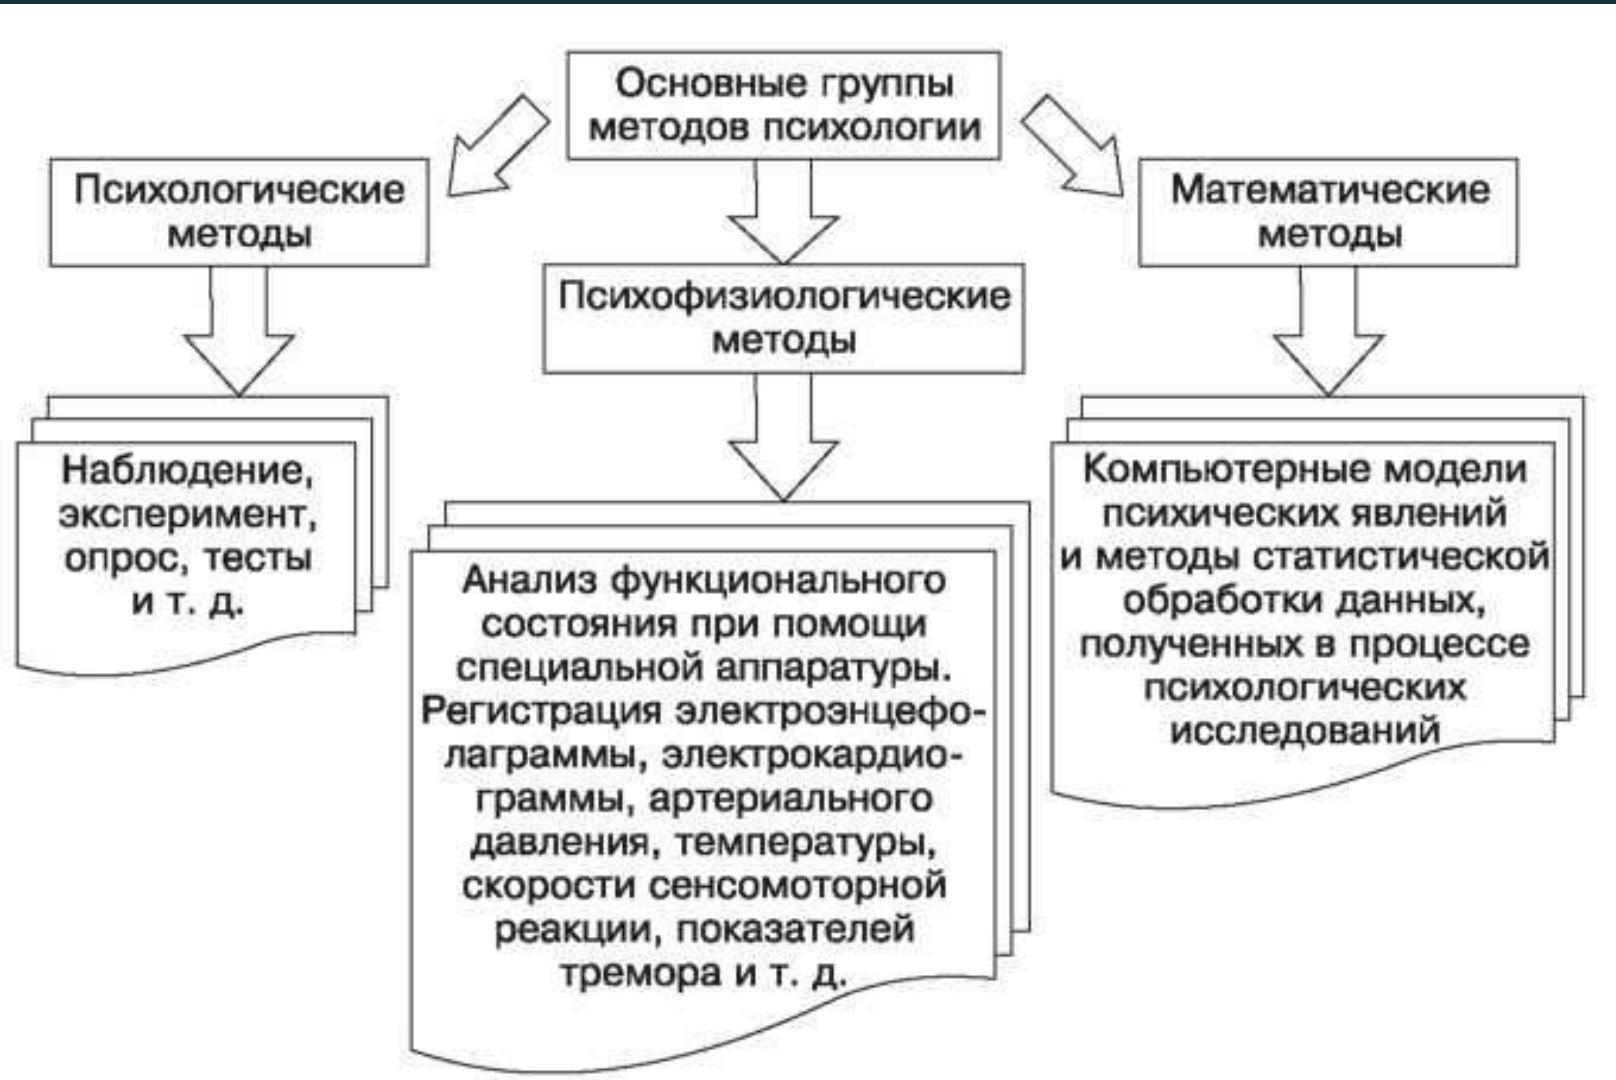 Основные группы
методов психологии
Психологические
методы
Математические
методы
Психофизиологические
методы
Наблюдение,
эксперимент,
опрос, тесты
и т. д.
Анализ функционального
состояния при помощи
специальной аппаратуры.
Регистрация электроэнцефо-
лаграммы, электрокардио-
граммы, артериального
давления, температуры,
скорости сенсомоторной
реакции, показателей
тремора и т. д.
Компьютерные модели
психических явлений
и методы статистической
обработки данных,
полученных в процессе
психологических
исследований